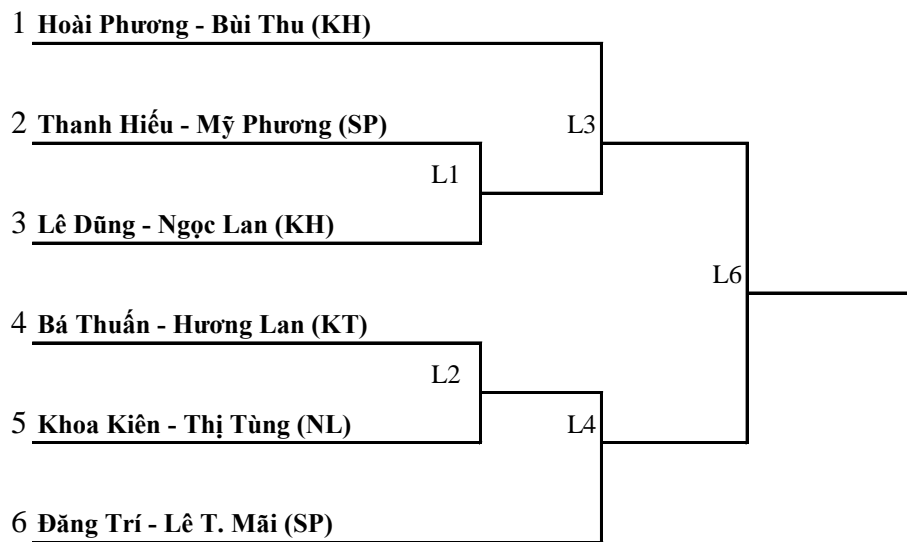 1 Hoài Phương - Bùi Thu (KH)
2 Thanh Hiếu - Mỹ Phương (SP)
L3
L1
3 Lê Dũng - Ngọc Lan (KH)
L6
4 Bá Thuấn - Hương Lan (KT)
L2
5 Khoa Kiên - Thị Tùng (NL)
L4
6 Đăng Trí - Lê T. Mãi (SP)